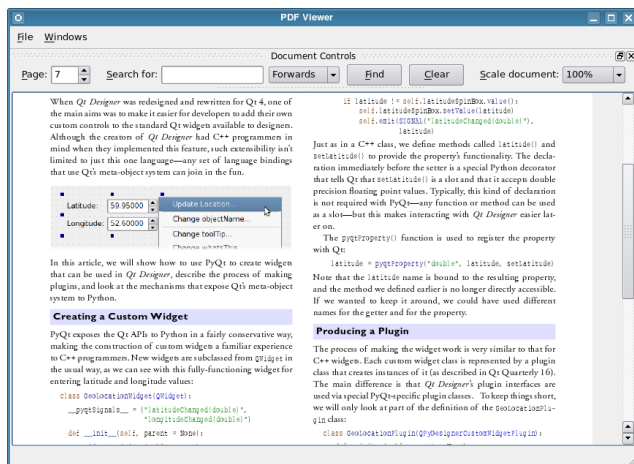 PDF Viewer
File Windows
Document Controls
Page: 7 Search for: Forwards Find Clear Scale document: 100%
When Qt Designer was redesigned and rewritten for Qt 4, one of
the main aims was to make it easier for developers to add their own
custom controls to the standard Qt widgets available to designers.
Although the creators of Qt Designer had C++ programmers in
mind when they implemented this feature, such extensibility isn't
limited to just this one language—any set of language bindings
that use Qt's meta-object system can join in the fun.
Latitude: 59.95000
Longitude: 52.60000
Update Location...
Change objectName...
Change toolTip...
Change whatsThis...
In this article, we will show how to use PyQt to create widgets
that can be used in Qt Designer, describe the process of making
plugins, and look at the mechanisms that expose Qt's meta-object
system to Python.
Creating a Custom Widget
PyQt exposes the Qt APIs to Python in a fairly conservative way,
making the construction of custom widgets a familiar experience
to C++ programmers. New widgets are subclassed from QWidget in
the usual way, as we can see with this fully-functioning widget for
entering latitude and longitude values:
class GeolocationWidget(QWidget):
__pyqtSignals__ = ("latitudeChanged(double)",
"longitudeChanged(double)")
def __init__(self, parent = None):
if latitude != self.latitudeSpinBox.value():
self.latitudeSpinBox.setValue(latitude)
self.emit(SIGNAL("latitudeChanged(double)"),
latitude)
Just as in a C++ class, we define methods called latitude() and
setLatitude() to provide the property's functionality. The decla-
ration immediately before the setter is a special Python decorator
that tells Qt that setLatitude() is a slot and that it accepts double
precision floating point values. Typically, this kind of declaration
is not required with PyQt—any function or method can be used
as a slot—but this makes interacting with Qt Designer easier lat-
er on.
The pyqtProperty() function is used to register the property
with Qt:
latitude = pyqtProperty("double", latitude, setLatitude)
Note that the latitude name is bound to the resulting property,
and the method we defined earlier is no longer directly accessible.
If we wanted to keep it around, we could have used different
names for the getter and for the property.
Producing a Plugin
The process of making the widget work is very similar to that for
C++ widgets. Each custom widget class is represented by a plugin
class that creates instances of it (as described in Qt Quarterly 16).
The main difference is that Qt Designer's plugin interfaces are
used via special PyQt-specific plugin classes. To keep things short,
we will only look at part of the definition of the GeoLocationPlu-
gin class:
class GeoLocationPlugin(QPyDesignerCustomWidgetPlugin):